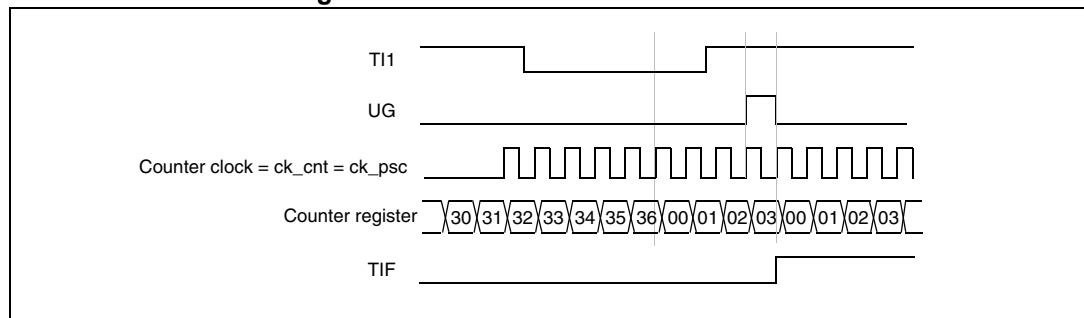 TI1
UG
Counter clock = ck_cnt = ck_psc
Counter register 30 31 32 33 34 35 36 00 01 02 03 00 01 02 03
TIF